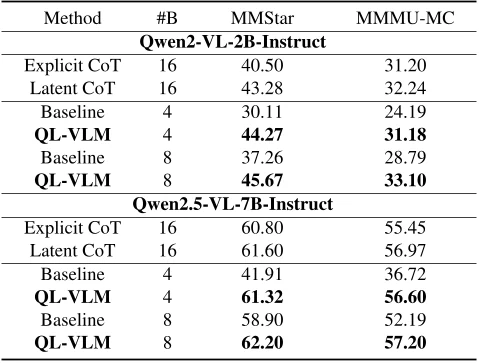 Method #B MMStar MMMU-MC
Qwen2-VL-2B-Instruct
Explicit CoT 16 40.50 31.20
Latent CoT 16 43.28 32.24
Baseline 4 30.11 24.19
QL-VLM 4 44.27 31.18
Baseline 8 37.26 28.79
QL-VLM 8 45.67 33.10
Qwen2.5-VL-7B-Instruct
Explicit CoT 16 60.80 55.45
Latent CoT 16 61.60 56.97
Baseline 4 41.91 36.72
QL-VLM 4 61.32 56.60
Baseline 8 58.90 52.19
QL-VLM 8 62.20 57.20